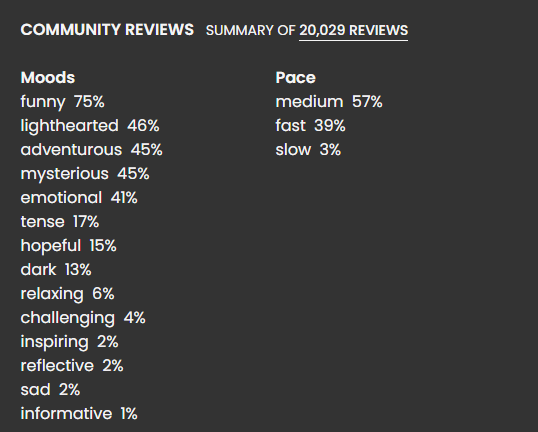 COMMUNITY REVIEWS SUMMARY OF 20,029 REVIEWS
Moods
funny 75%
lighthearted 46%
adventurous 45%
mysterious 45%
emotional 41%
tense 17%
hopeful 15%
dark 13%
relaxing 6%
challenging 4%
inspiring 2%
reflective 2%
sad 2%
informative 1%
Pace
medium 57%
fast 39%
slow 3%